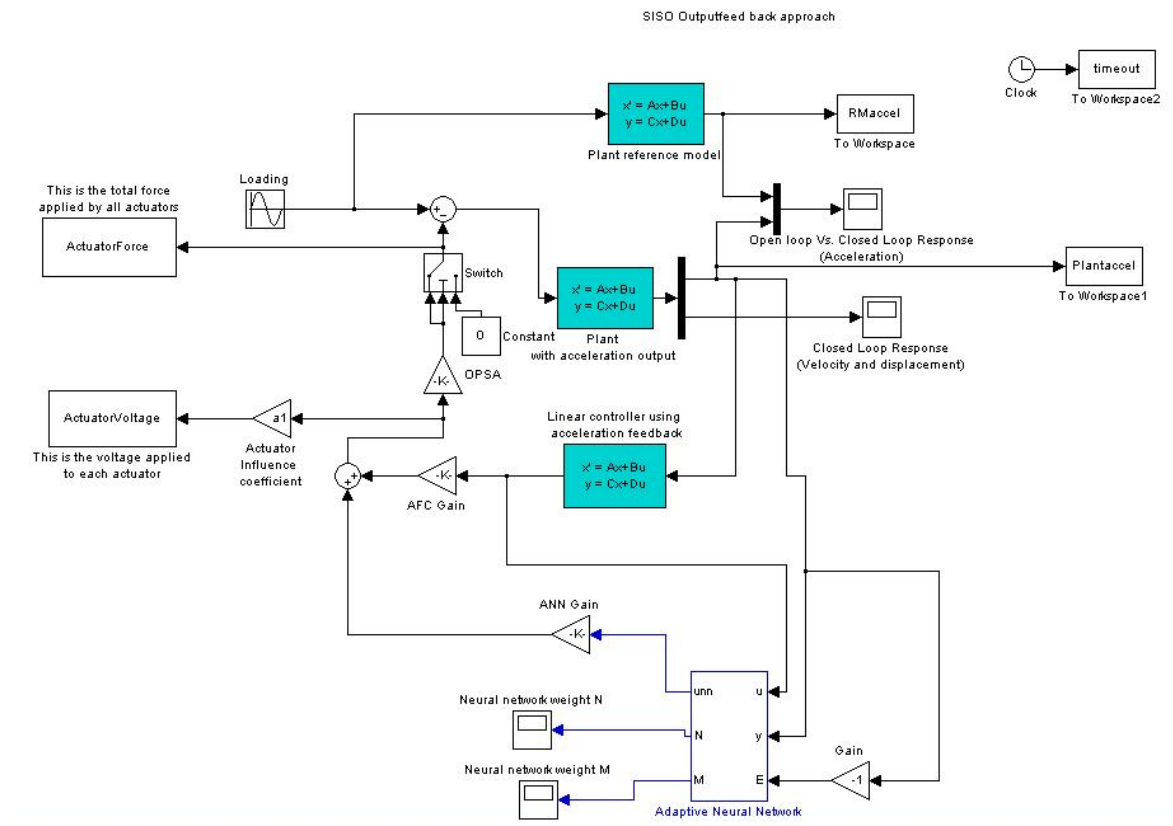 SISO Outputfeed back approach
timeout
Clock
To Workspace2
x' = Ax+Bu
y = Cx+Du
Plant reference model
RMaccel
To Workspace
This is the total force
applied by all actuators
ActuatorForce
Loading
Open loop Vs. Closed Loop Response
(Acceleration)
Plantaccel
To Workspace1
Switch
0
Constant
OPSA
-K-
x' = Ax+Bu
y = Cx+Du
Plant
with acceleration output
Closed Loop Response
(Velocity and displacement)
ActuatorVoltage
This is the voltage applied
to each actuator
a1
Actuator
Influence
coefficient
Linear controller using
acceleration feedback
x' = Ax+Bu
y = Cx+Du
-K-
AFC Gain
ANN Gain
-K-
unn
N
M
u
y
E
Adaptive Neural Network
Neural network weight N
Neural network weight M
Gain
-1